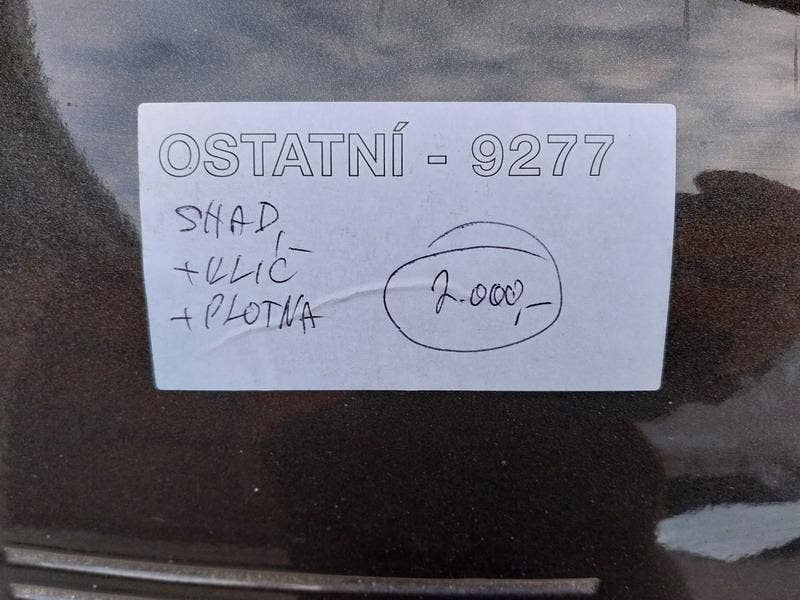 OSTATNÍ - 9277
SHAD,-
+KLIČ
+PLOTNA
2.000,-